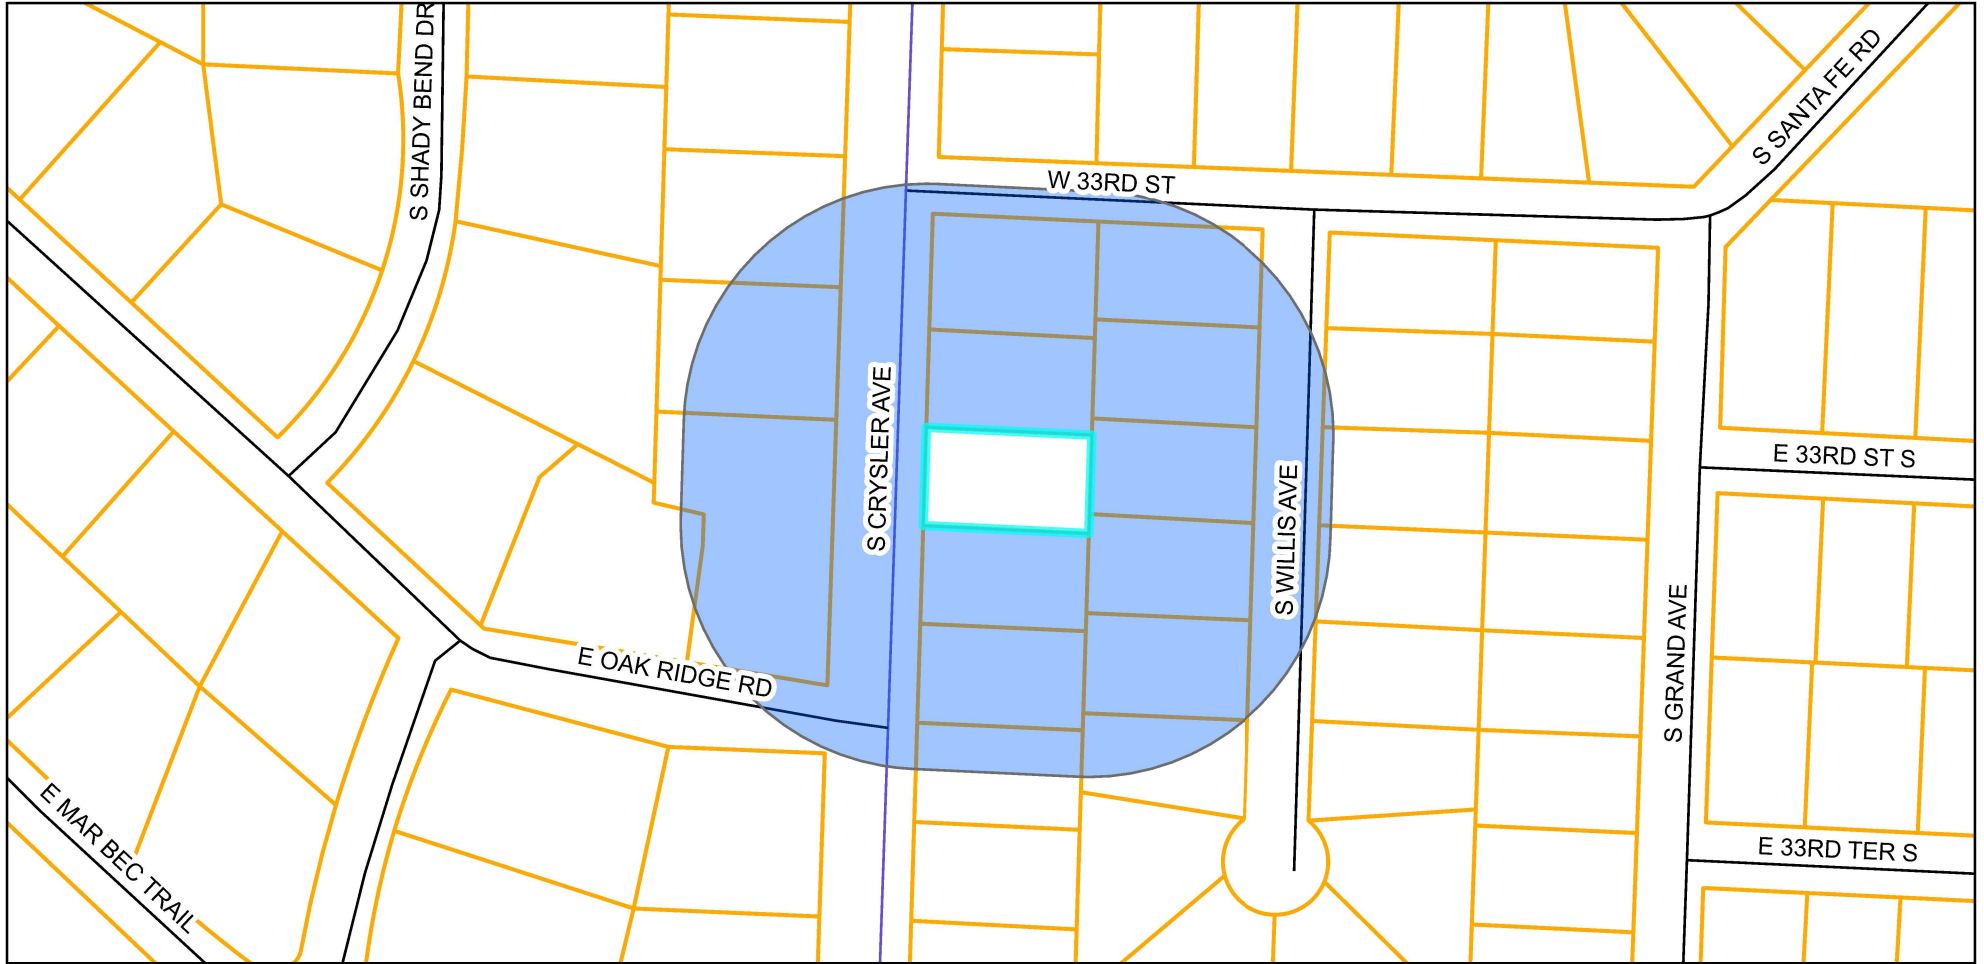 S SHADY BEND DR
S SANTA FE RD
W 33RD ST
S CRYSLER AVE
E 33RD ST S
S WILLIS AVE
S GRAND AVE
E OAK RIDGE RD
E MAR BEC TRAIL
E 33RD TER S